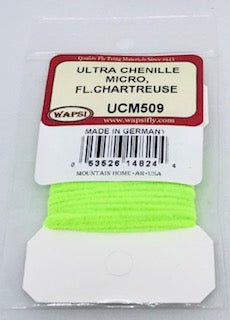 Quality Fly Tying Materials Since 1945
WAPSI
ULTRA CHENILLE
MICRO,
FL.CHARTREUSE
UCM509
www.wapsifly.com
MADE IN GERMANY
0 53526 14824 4
MOUNTAIN HOME-AR-USA